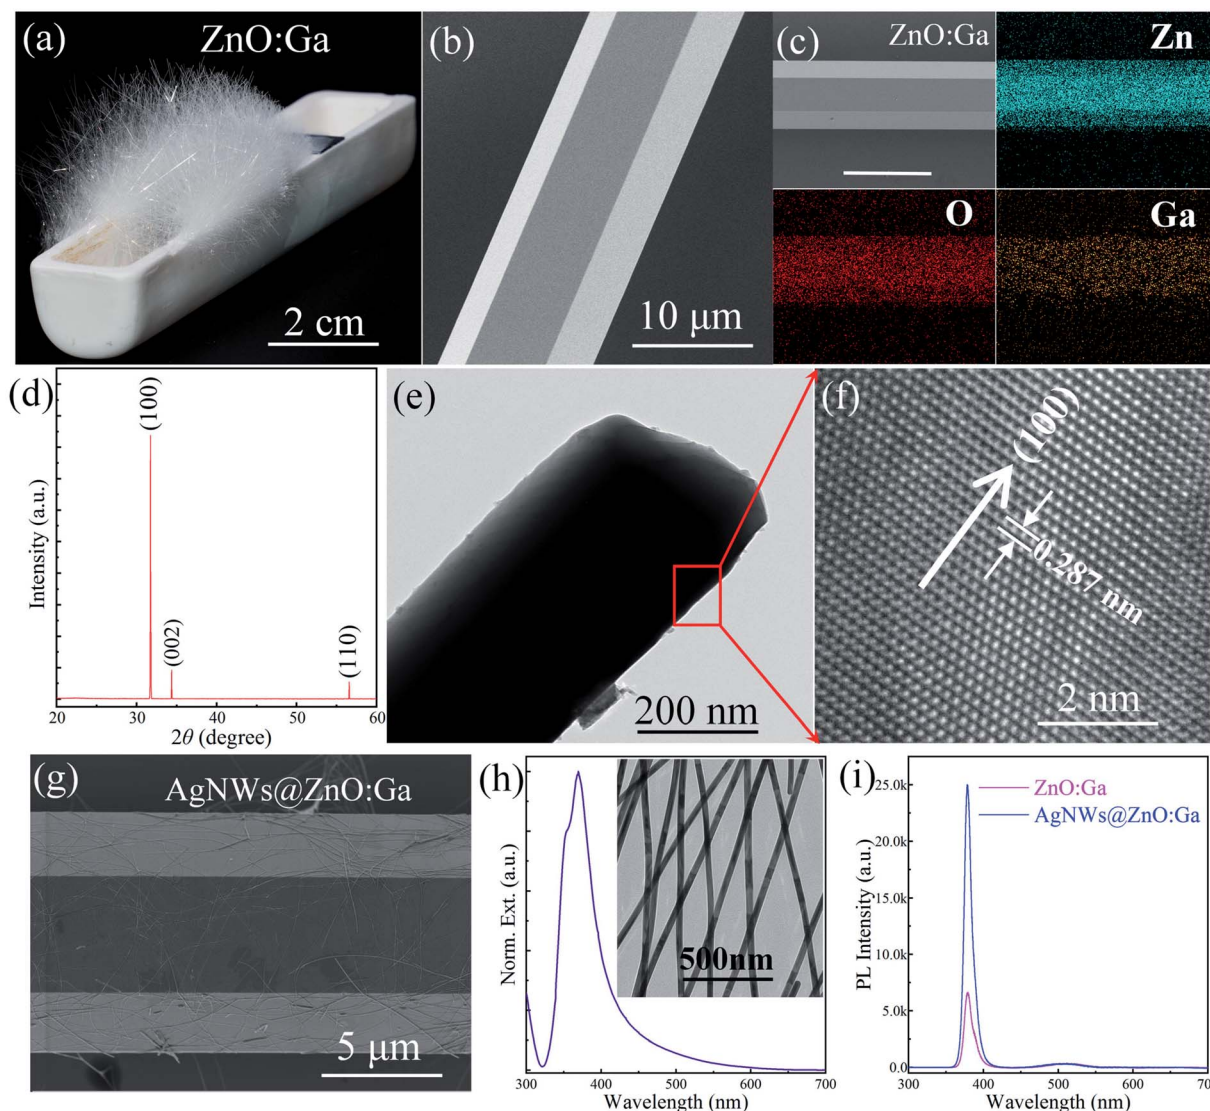 (a)
ZnO:Ga
2 cm
(b)
10 μm
(c)
ZnO:Ga
Zn
O
Ga
(d)
Intensity (a.u.)
(100)
(002)
(110)
20 30 40 50 60
2θ (degree)
(e)
200 nm
(f)
(100)
0.287 nm
2 nm
(g)
AgNWs@ZnO:Ga
5 μm
(h)
Norm. Ext. (a.u.)
500nm
300 400 500 600 700
Wavelength (nm)
(i)
PL Intensity (a.u.)
25.0k
20.0k
15.0k
10.0k
5.0k
0.0
ZnO:Ga
AgNWs@ZnO:Ga
300 400 500 600 700
Wavelength (nm)